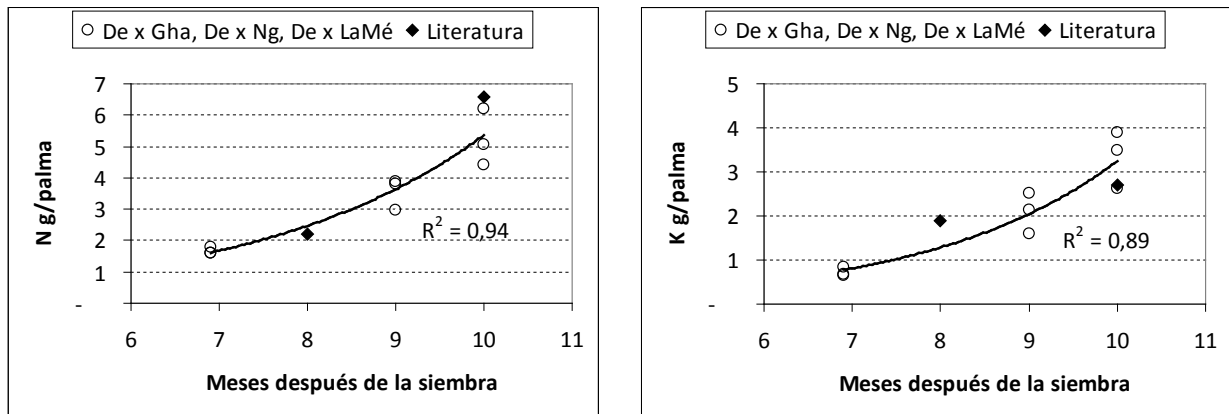 De x Gha, De x Ng, De x LaMé Literatura
7
6
5
4
3
2
1
-
N g/palma
R² = 0,94
6 7 8 9 10 11
Meses después de la siembra
De x Gha, De x Ng, De x LaMé Literatura
5
4
3
2
1
-
K g/palma
R² = 0,89
6 7 8 9 10 11
Meses después de la siembra